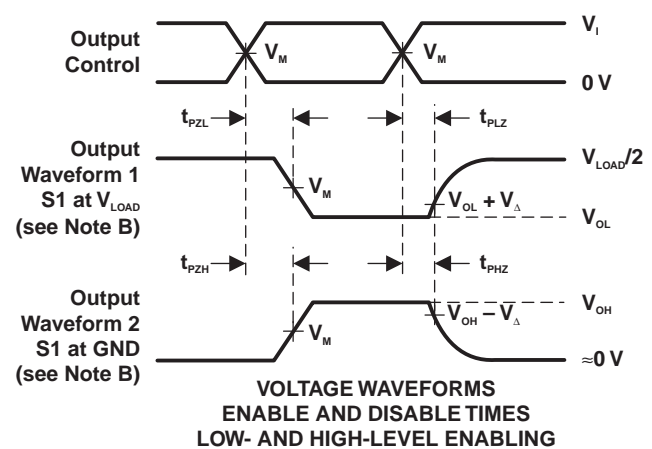 Output
Control
V_M
V_M
V_I
0 V
t_PZL
t_PLZ
Output
Waveform 1
S1 at V_LOAD
(see Note B)
V_M
V_OL + V_Δ
V_LOAD/2
V_OL
t_PZH
t_PHZ
Output
Waveform 2
S1 at GND
(see Note B)
V_M
V_OH – V_Δ
V_OH
≈0 V
VOLTAGE WAVEFORMS
ENABLE AND DISABLE TIMES
LOW- AND HIGH-LEVEL ENABLING